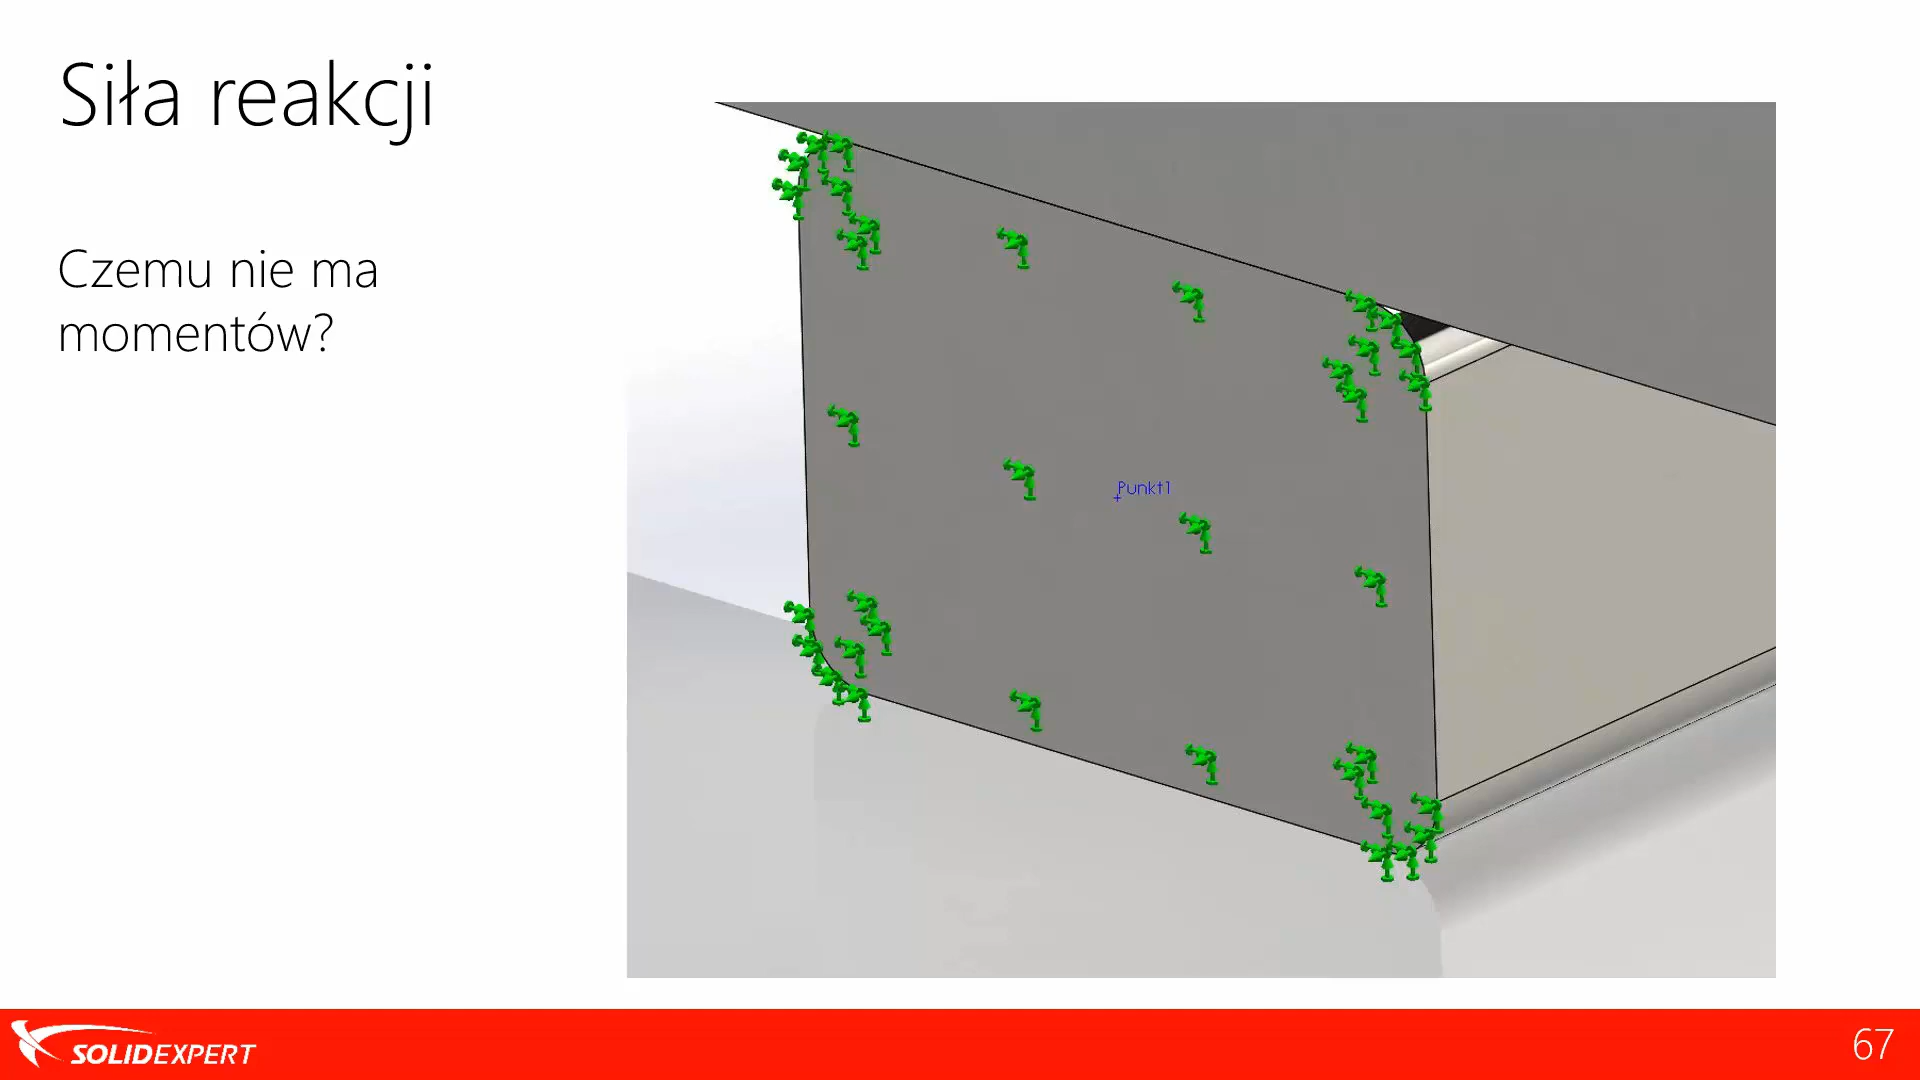 Siła reakcji
Czemu nie ma
momentów?
Punkt1
SOLIDEXPERT
67